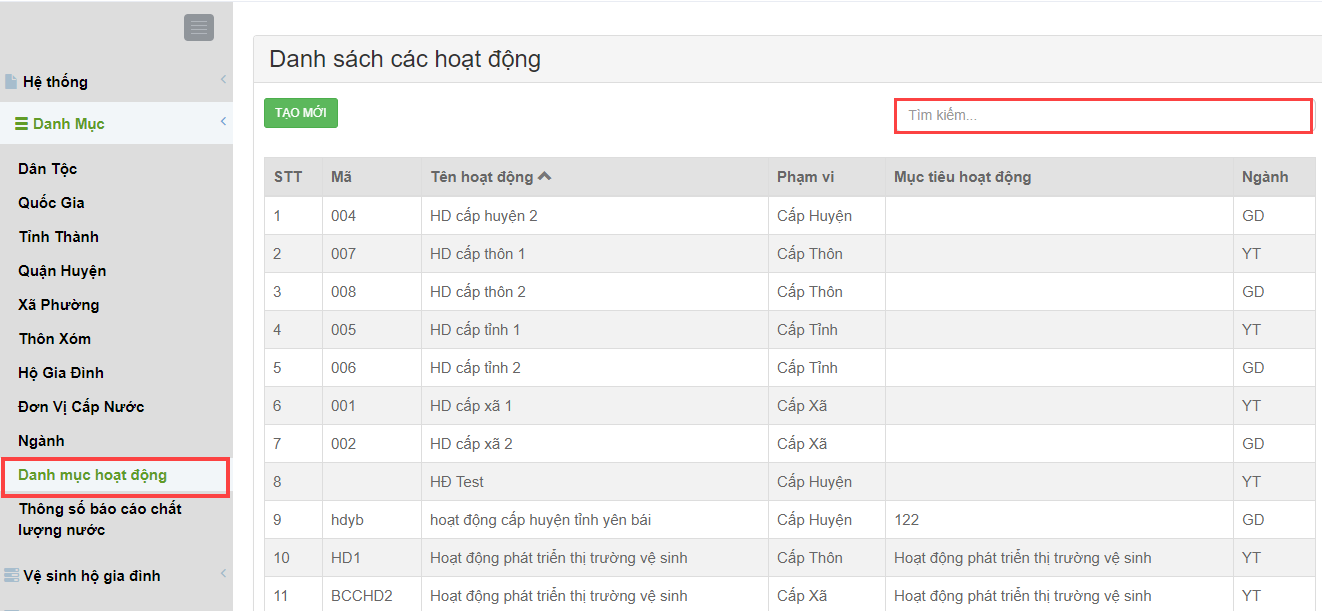 Hệ thống
Danh Mục
Dân Tộc
Quốc Gia
Tỉnh Thành
Quận Huyện
Xã Phường
Thôn Xóm
Hộ Gia Đình
Đơn Vị Cấp Nước
Ngành
Danh mục hoạt động
Thông số báo cáo chất
lượng nước
Vệ sinh hộ gia đình
Danh sách các hoạt động
TẠO MỚI
Tìm kiếm...
STT Mã Tên hoạt động Phạm vi Mục tiêu hoạt động Ngành
1 004 HD cấp huyện 2 Cấp Huyện GD
2 007 HD cấp thôn 1 Cấp Thôn YT
3 008 HD cấp thôn 2 Cấp Thôn GD
4 005 HD cấp tỉnh 1 Cấp Tỉnh YT
5 006 HD cấp tỉnh 2 Cấp Tỉnh GD
6 001 HD cấp xã 1 Cấp Xã YT
7 002 HD cấp xã 2 Cấp Xã GD
8 HĐ Test Cấp Huyện YT
9 hdyb hoạt động cấp huyện tỉnh yên bái Cấp Huyện 122 GD
10 HD1 Hoạt động phát triển thị trường vệ sinh Cấp Thôn Hoạt động phát triển thị trường vệ sinh YT
11 BCCHD2 Hoạt động phát triển thị trường vệ sinh Cấp Xã Hoạt động phát triển thị trường vệ sinh YT